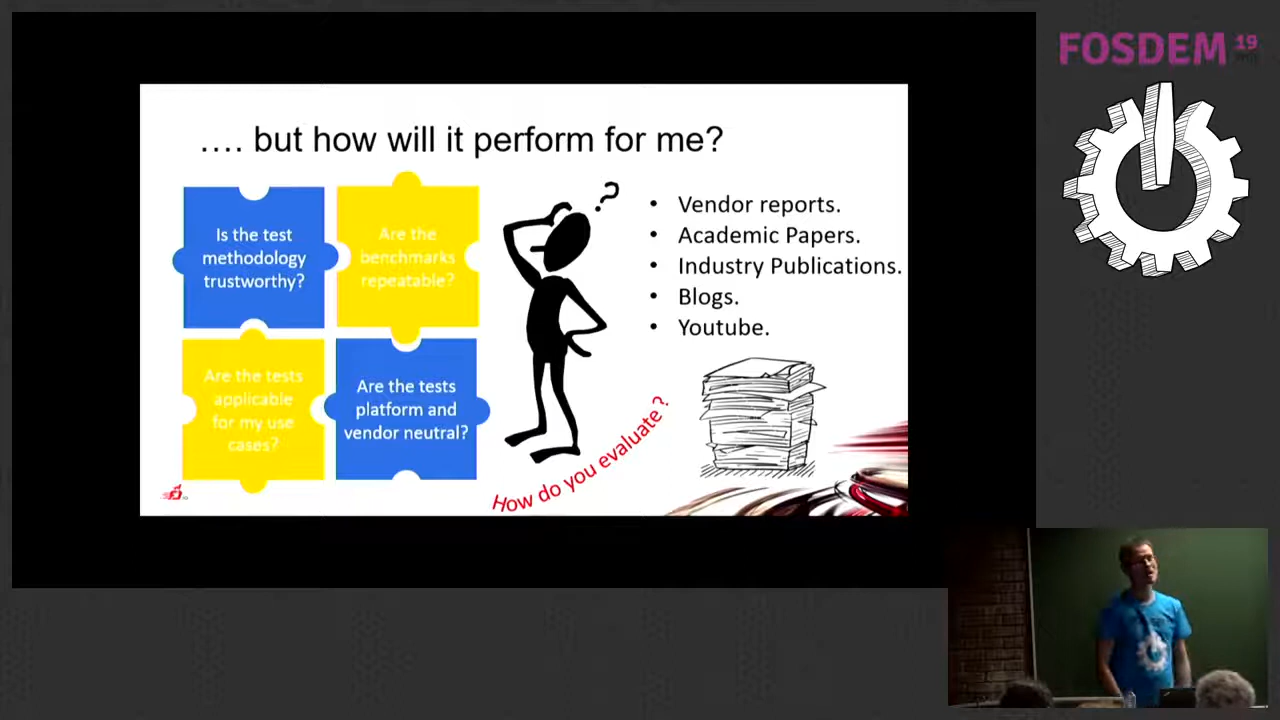 FOSDEM 19
.... but how will it perform for me?
Is the test
methodology
trustworthy?
Are the
benchmarks
repeatable?
Are the tests
applicable
for my use
cases?
Are the tests
platform and
vendor neutral?
?
• Vendor reports.
• Academic Papers.
• Industry Publications.
• Blogs.
• Youtube.
How do you evaluate?